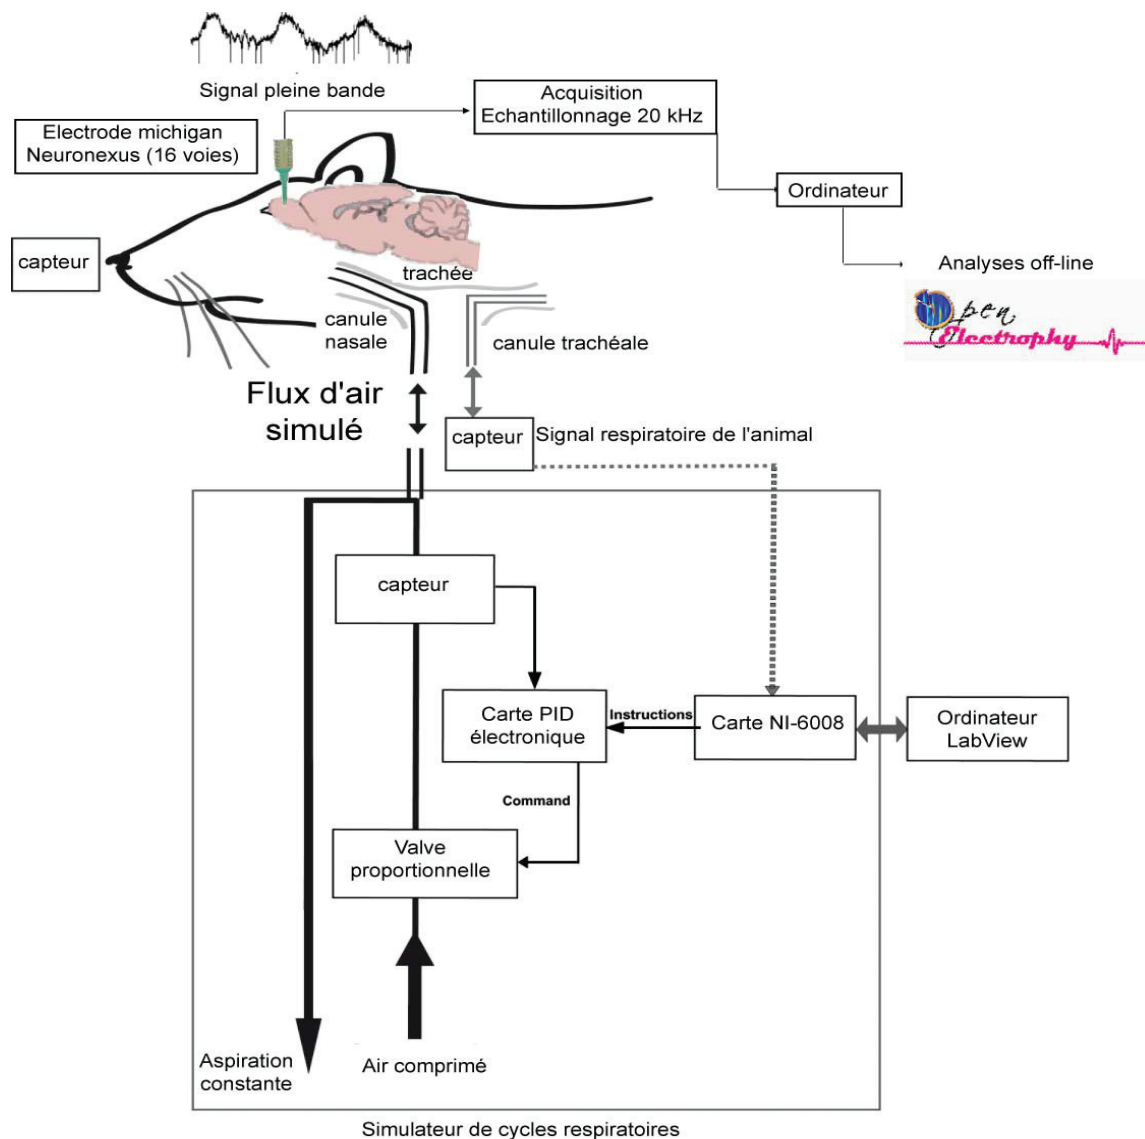 Signal pleine bande
Acquisition
Echantillonnage 20 kHz
Electrode michigan
Neuronexus (16 voies)
Ordinateur
capteur
trachée
Analyses off-line
Open
Electrophy
canule
nasale
canule trachéale
Flux d'air
simulé
capteur
Signal respiratoire de l'animal
capteur
Carte PID
électronique
Instructions
Carte NI-6008
Ordinateur
LabView
Command
Valve
proportionnelle
Aspiration
constante
Air comprimé
Simulateur de cycles respiratoires